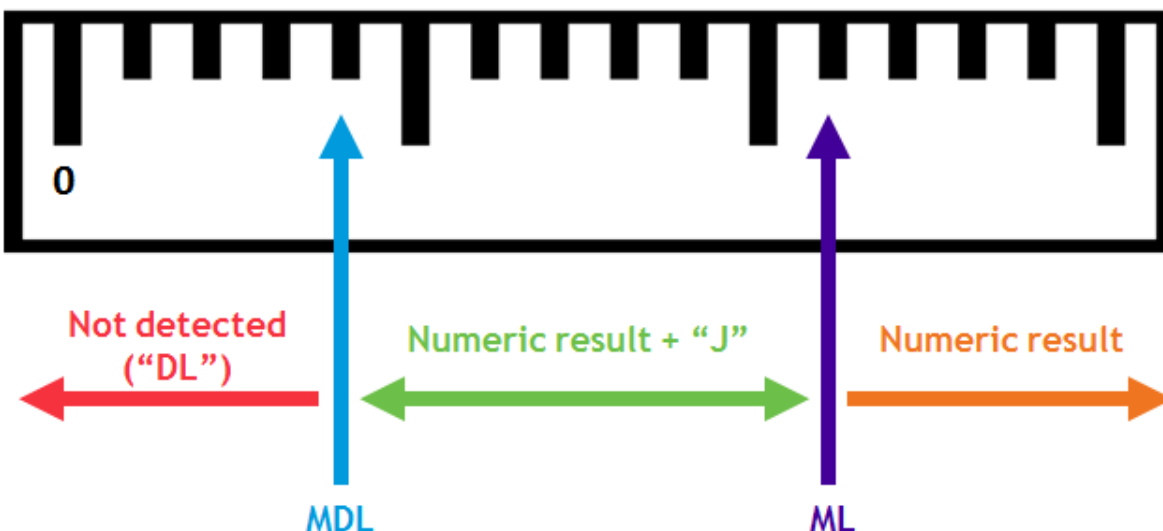 0
Not detected
(“DL”)
Numeric result + “J”
Numeric result
MDL
ML